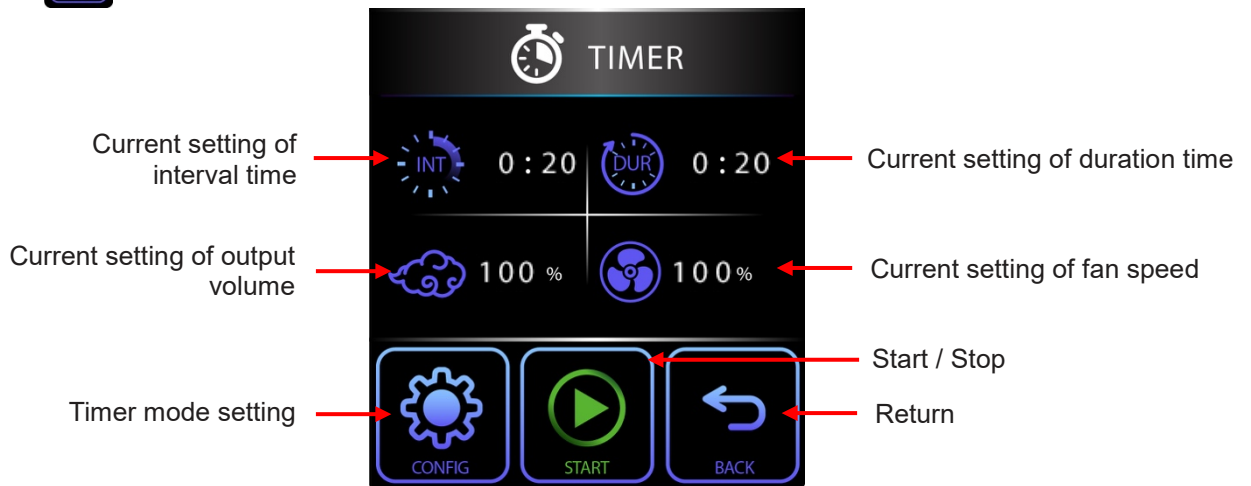 TIMER
Current setting of
interval time
INT
0 : 20
DUR
0 : 20
Current setting of duration time
Current setting of output
volume
100 %
100%
Current setting of fan speed
Start / Stop
Timer mode setting
Return
CONFIG
START
BACK